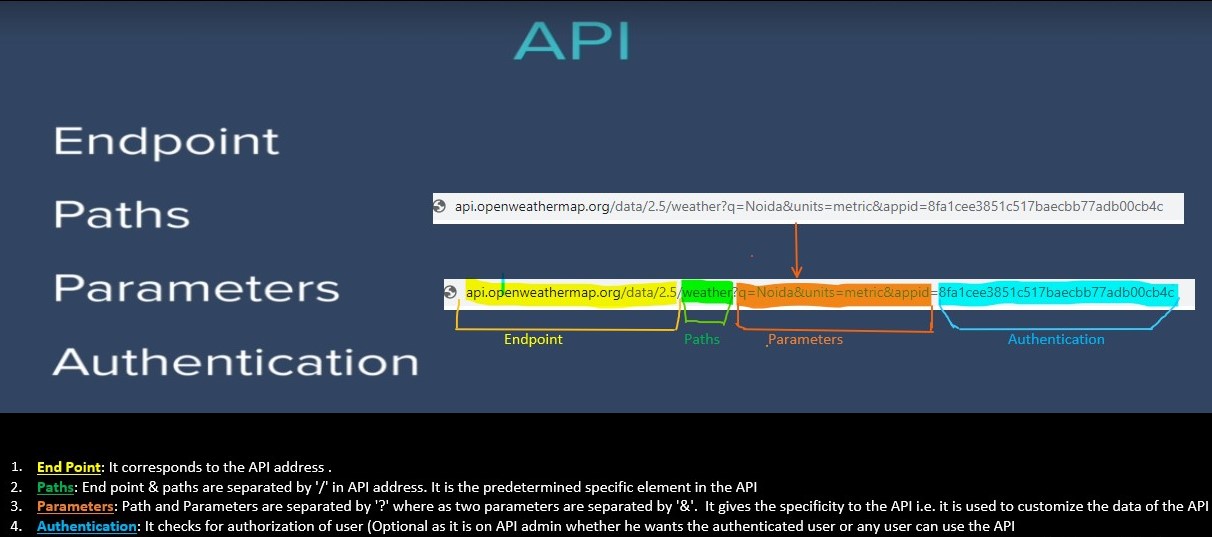 API
Endpoint
Paths
Parameters
Authentication
api.openweathermap.org/data/2.5/weather?q=Noida&units=metric&appid=8fa1cee3851c517baecbb77adb00cb4c
api.openweathermap.org/data/2.5/weather?q=Noida&units=metric&appid=8fa1cee3851c517baecbb77adb00cb4c
Endpoint Paths Parameters Authentication
1. End Point: It corresponds to the API address .
2. Paths: End point & paths are separated by '/' in API address. It is the predetermined specific element in the API
3. Parameters: Path and Parameters are separated by '?' where as two parameters are separated by '&'. It gives the specificity to the API i.e. it is used to customize the data of the API
4. Authentication: It checks for authorization of user (Optional as it is on API admin whether he wants the authenticated user or any user can use the API